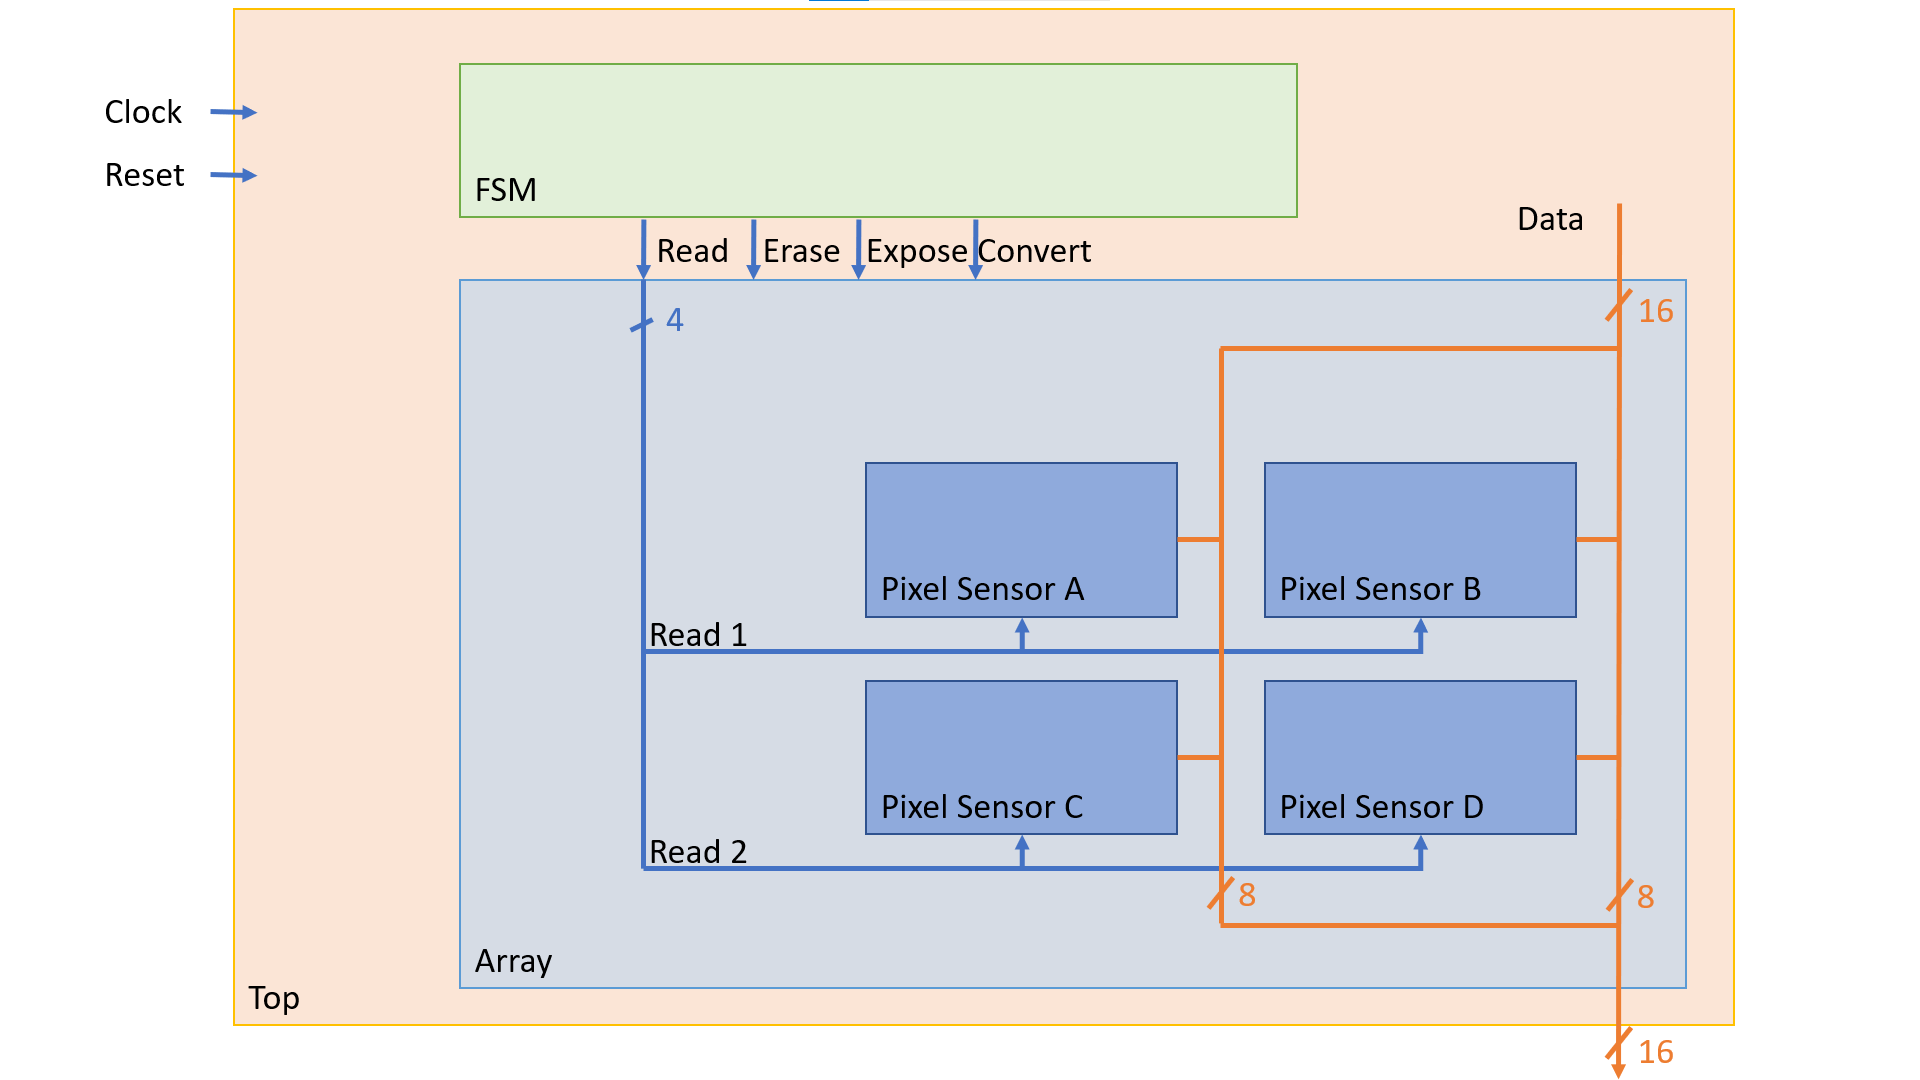 Clock
Reset
FSM
Read Erase Expose Convert
Data
4
16
Pixel Sensor A
Pixel Sensor B
Read 1
Pixel Sensor C
Pixel Sensor D
Read 2
8
8
Array
Top
16